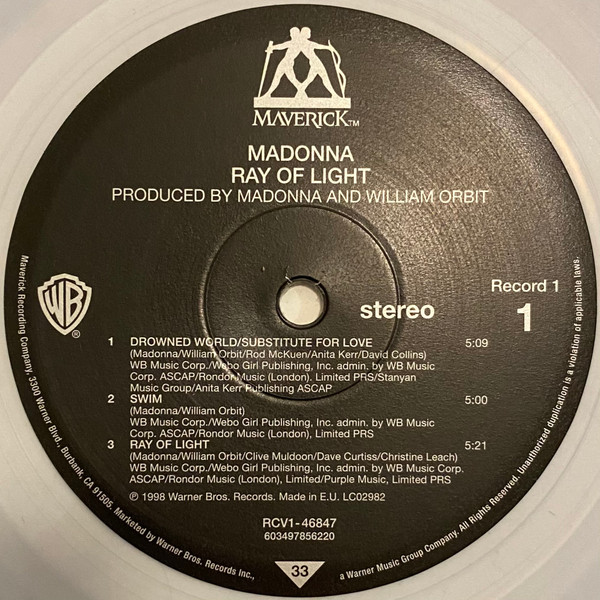 MAVERICK™
MADONNA
RAY OF LIGHT
PRODUCED BY MADONNA AND WILLIAM ORBIT
WB®
stereo
Record 1
1
1 DROWNED WORLD/SUBSTITUTE FOR LOVE 5:09
(Madonna/William Orbit/Rod McKuen/Anita Kerr/David Collins)
WB Music Corp./Webo Girl Publishing, Inc. admin. by WB Music
Corp. ASCAP/Rondor Music (London). Limited PRS/Stanyan
Music Group/Anita Kerr Publishing ASCAP
2 SWIM 5:00
(Madonna/William Orbit)
WB Music Corp./Webo Girl Publishing, Inc. admin. by WB Music
Corp. ASCAP/Rondor Music (London), Limited PRS
3 RAY OF LIGHT 5:21
(Madonna/William Orbit/Clive Muldoon/Dave Curtiss/Christine Leach)
WB Music Corp./Webo Girl Publishing, Inc. admin. by WB Music Corp.
ASCAP/Rondor Music (London), Limited/Purple Music, Limited PRS
℗ 1998 Warner Bros. Records. Made in E.U. LC02982
RCV1-46847
603497856220
33
Maverick Recording Company, 3300 Warner Blvd., Burbank, CA 91505. Marketed by Warner Bros. Records Inc., a Warner Music Group Company. All Rights Reserved. Unauthorized duplication is a violation of applicable laws.